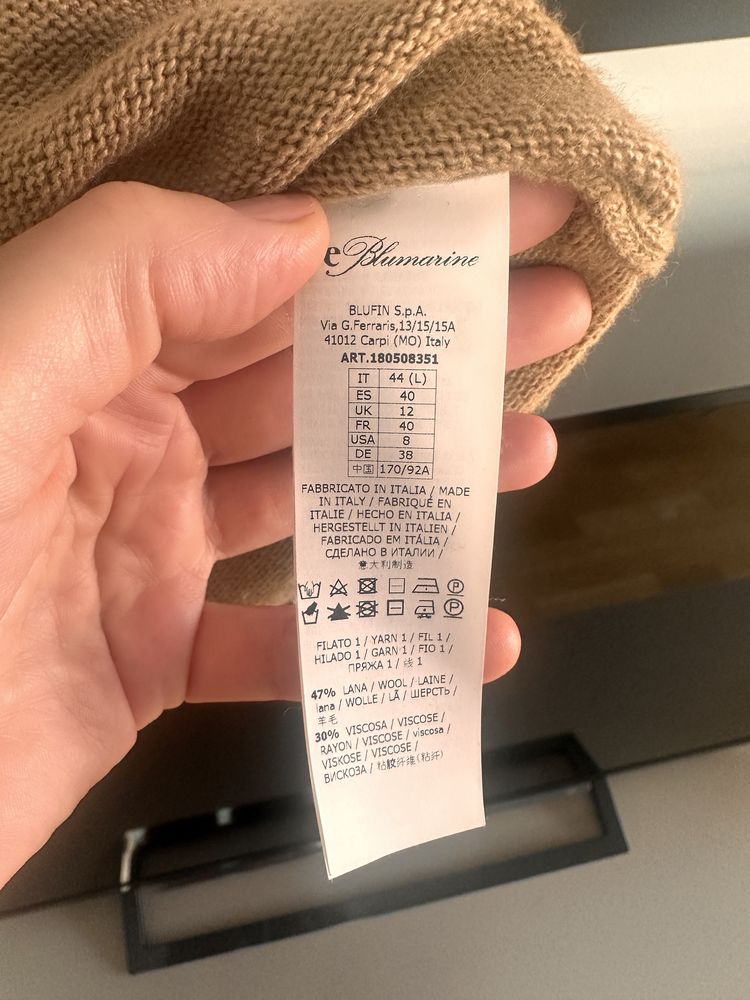 e Blumarine
BLUFIN S.p.A.
Via G.Ferraris,13/15/15A
41012 Carpi (MO) Italy
ART.180508351
IT 44 (L)
ES 40
UK 12
FR 40
USA 8
DE 38
中国 170/92A
FABBRICATO IN ITALIA / MADE
IN ITALY / FABRIQUÉ EN
ITALIE / HECHO EN ITALIA /
HERGESTELLT IN ITALIEN /
FABRICADO EM ITÁLIA /
СДЕЛАНО В ИТАЛИИ /
意大利制造
P
P
FILATO 1 / YARN 1 / FIL 1 /
HILADO 1 / GARN 1 / FIO 1 /
ПРЯЖА 1 / 线 1
47% LANA / WOOL / LAINE /
lana / WOLLE / LÃ / ШЕРСТЬ /
羊毛
30% VISCOSA / VISCOSE /
RAYON / VISCOSE / viscosa /
VISKOSE / VISCOSE /
ВИСКОЗА / 粘胶纤维(粘纤)